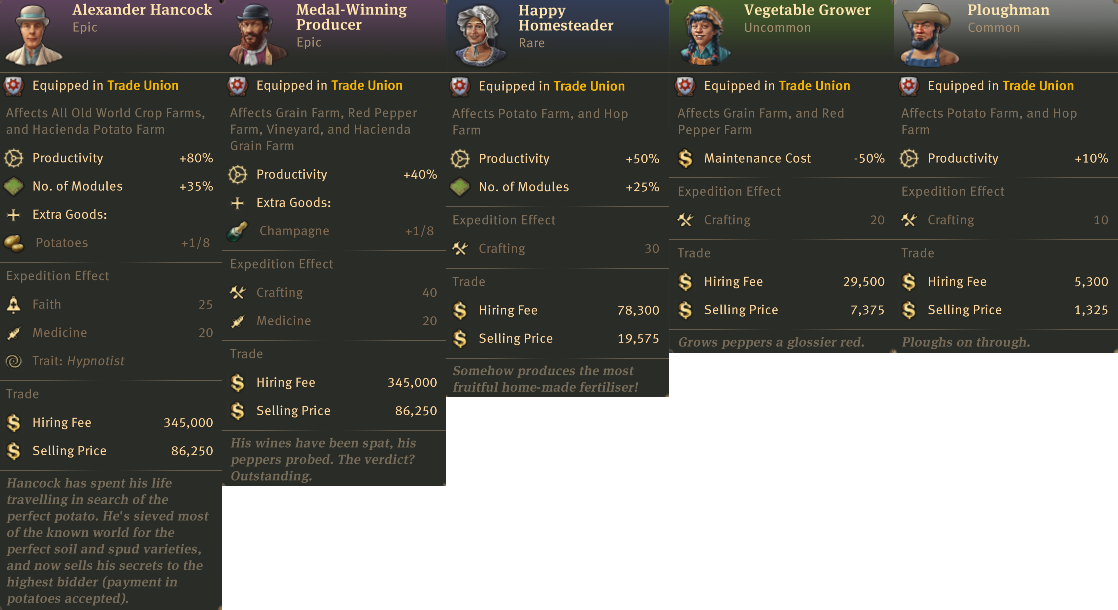 Alexander Hancock
Epic
Equipped in Trade Union
Affects All Old World Crop Farms,
and Hacienda Potato Farm
Productivity +80%
No. of Modules +35%
Extra Goods:
Potatoes +1/8
Expedition Effect
Faith 25
Medicine 20
Trait: Hypnotist
Trade
Hiring Fee 345,000
Selling Price 86,250
Hancock has spent his life
travelling in search of the
perfect potato. He's sieved most
of the known world for the
perfect soil and spud varieties,
and now sells his secrets to the
highest bidder (payment in
potatoes accepted).
Medal-Winning
Producer
Epic
Equipped in Trade Union
Affects Grain Farm, Red Pepper
Farm, Vineyard, and Hacienda
Grain Farm
Productivity +40%
Extra Goods:
Champagne +1/8
Expedition Effect
Crafting 40
Medicine 20
Trade
Hiring Fee 345,000
Selling Price 86,250
His wines have been spat, his
peppers probed. The verdict?
Outstanding.
Happy
Homesteader
Rare
Equipped in Trade Union
Affects Potato Farm, and Hop
Farm
Productivity +50%
No. of Modules +25%
Expedition Effect
Crafting 30
Trade
Hiring Fee 78,300
Selling Price 19,575
Somehow produces the most
fruitful home-made fertiliser!
Vegetable Grower
Uncommon
Equipped in Trade Union
Affects Grain Farm, and Red
Pepper Farm
Maintenance Cost -50%
Expedition Effect
Crafting 20
Trade
Hiring Fee 29,500
Selling Price 7,375
Grows peppers a glossier red.
Ploughman
Common
Equipped in Trade Union
Affects Potato Farm, and Hop
Farm
Productivity +10%
Expedition Effect
Crafting 10
Trade
Hiring Fee 5,300
Selling Price 1,325
Ploughs on through.